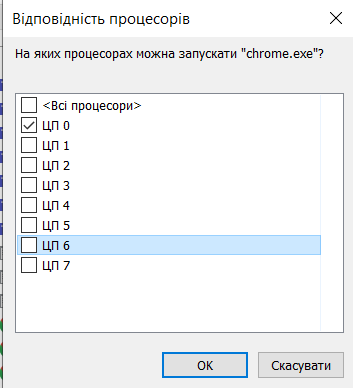 Відповідність процесорів
На яких процесорах можна запускати "chrome.exe"?
<Всі процесори>
ЦП 0
ЦП 1
ЦП 2
ЦП 3
ЦП 4
ЦП 5
ЦП 6
ЦП 7
OK
Скасувати